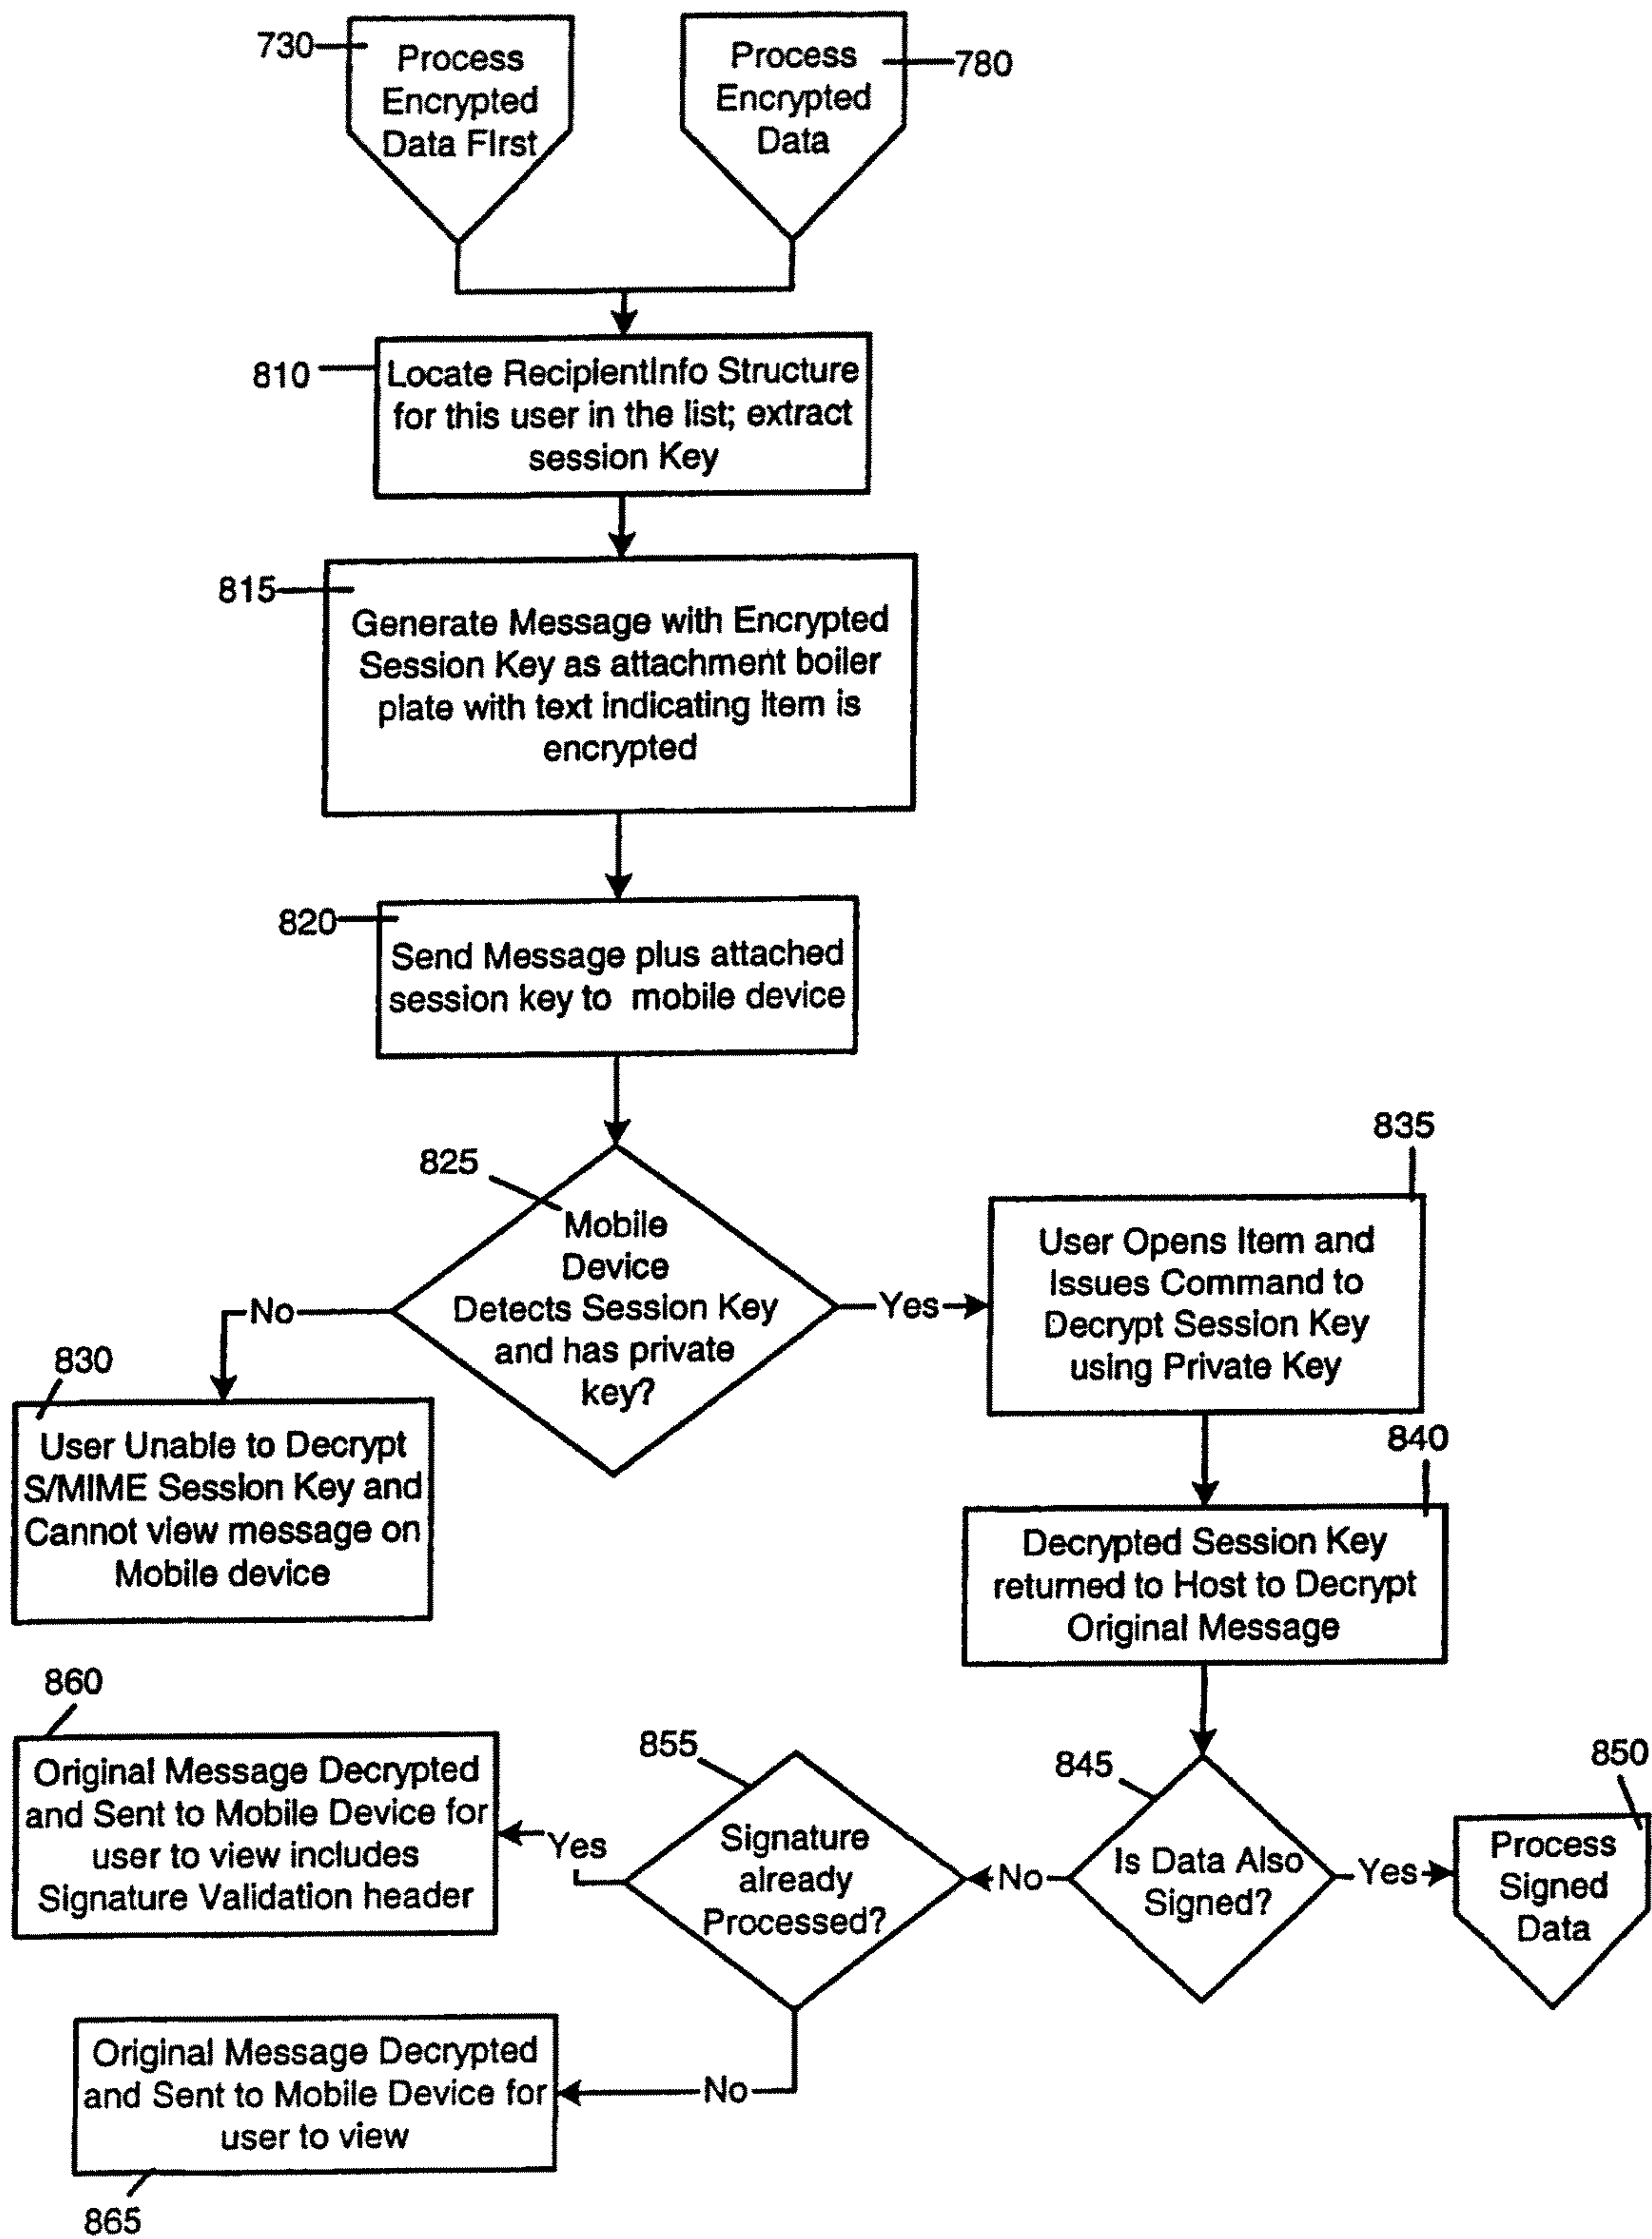 730
Process
Encrypted
Data FIrst
Process
Encrypted
Data
780
810
Locate RecipientInfo Structure
for this user in the list; extract
session Key
815
Generate Message with Encrypted
Session Key as attachment boiler
plate with text indicating item is
encrypted
820
Send Message plus attached
session key to mobile device
825
Mobile
Device
Detects Session Key
and has private
key?
No
Yes
835
User Opens Item and
Issues Command to
Decrypt Session Key
using Private Key
830
User Unable to Decrypt
S/MIME Session Key and
Cannot view message on
Mobile device
840
Decrypted Session Key
returned to Host to Decrypt
Original Message
845
Is Data Also
Signed?
Yes
850
Process
Signed
Data
No
855
Signature
already
Processed?
Yes
860
Original Message Decrypted
and Sent to Mobile Device for
user to view includes
Signature Validation header
No
Original Message Decrypted
and Sent to Mobile Device for
user to view
865